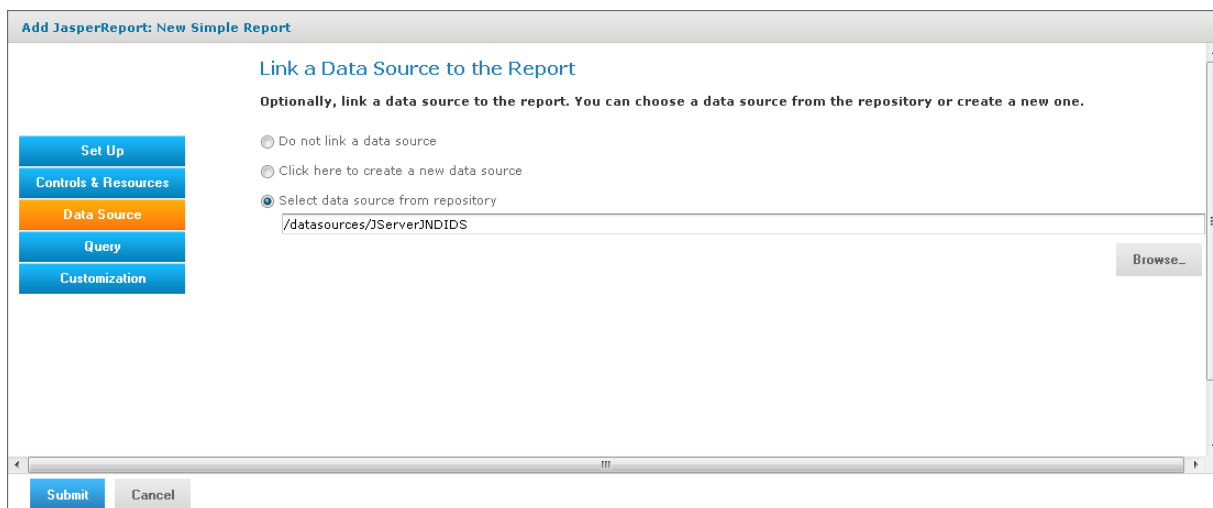 Add JasperReport: New Simple Report
Link a Data Source to the Report
Optionally, link a data source to the report. You can choose a data source from the repository or create a new one.
Set Up
Controls & Resources
Data Source
Query
Customization
Do not link a data source
Click here to create a new data source
Select data source from repository
/datasources/JServerJNDIDS
Browse...
Submit Cancel